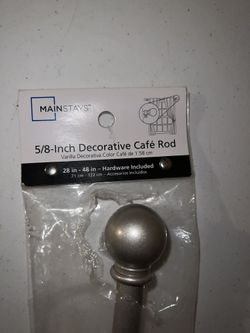 MAINSTAYS
5/8-Inch Decorative Café Rod
Varilla Decorativa Color Café de 1.58 cm
28 in - 48 in - Hardware Included
71 cm - 122 cm - Accesorios Incluidos